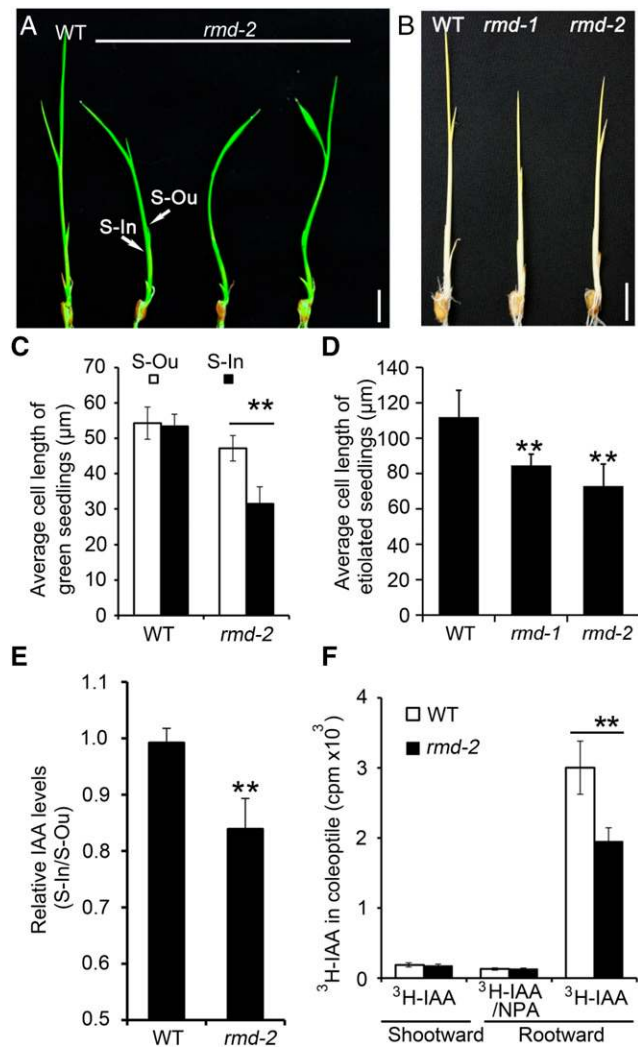 A
WT
rmd-2
S-Ou
S-In
B
WT rmd-1 rmd-2
C
S-Ou S-In
70
60
50
40
30
20
10
0
**
Average cell length of
green seedlings (μm)
WT rmd-2
D
140
120
100
80
60
40
20
0
**
**
Average cell length of
etiolated seedlings (μm)
WT rmd-1 rmd-2
E
1.1
1.0
0.9
0.8
0.7
0.6
0.5
**
Relative IAA levels
(S-In/S-Ou)
WT rmd-2
F
WT
rmd-2
4
3
2
1
0
**
³H-IAA in coleoptile (cpm x10³)
³H-IAA ³H-IAA ³H-IAA
/NPA
Shootward Rootward